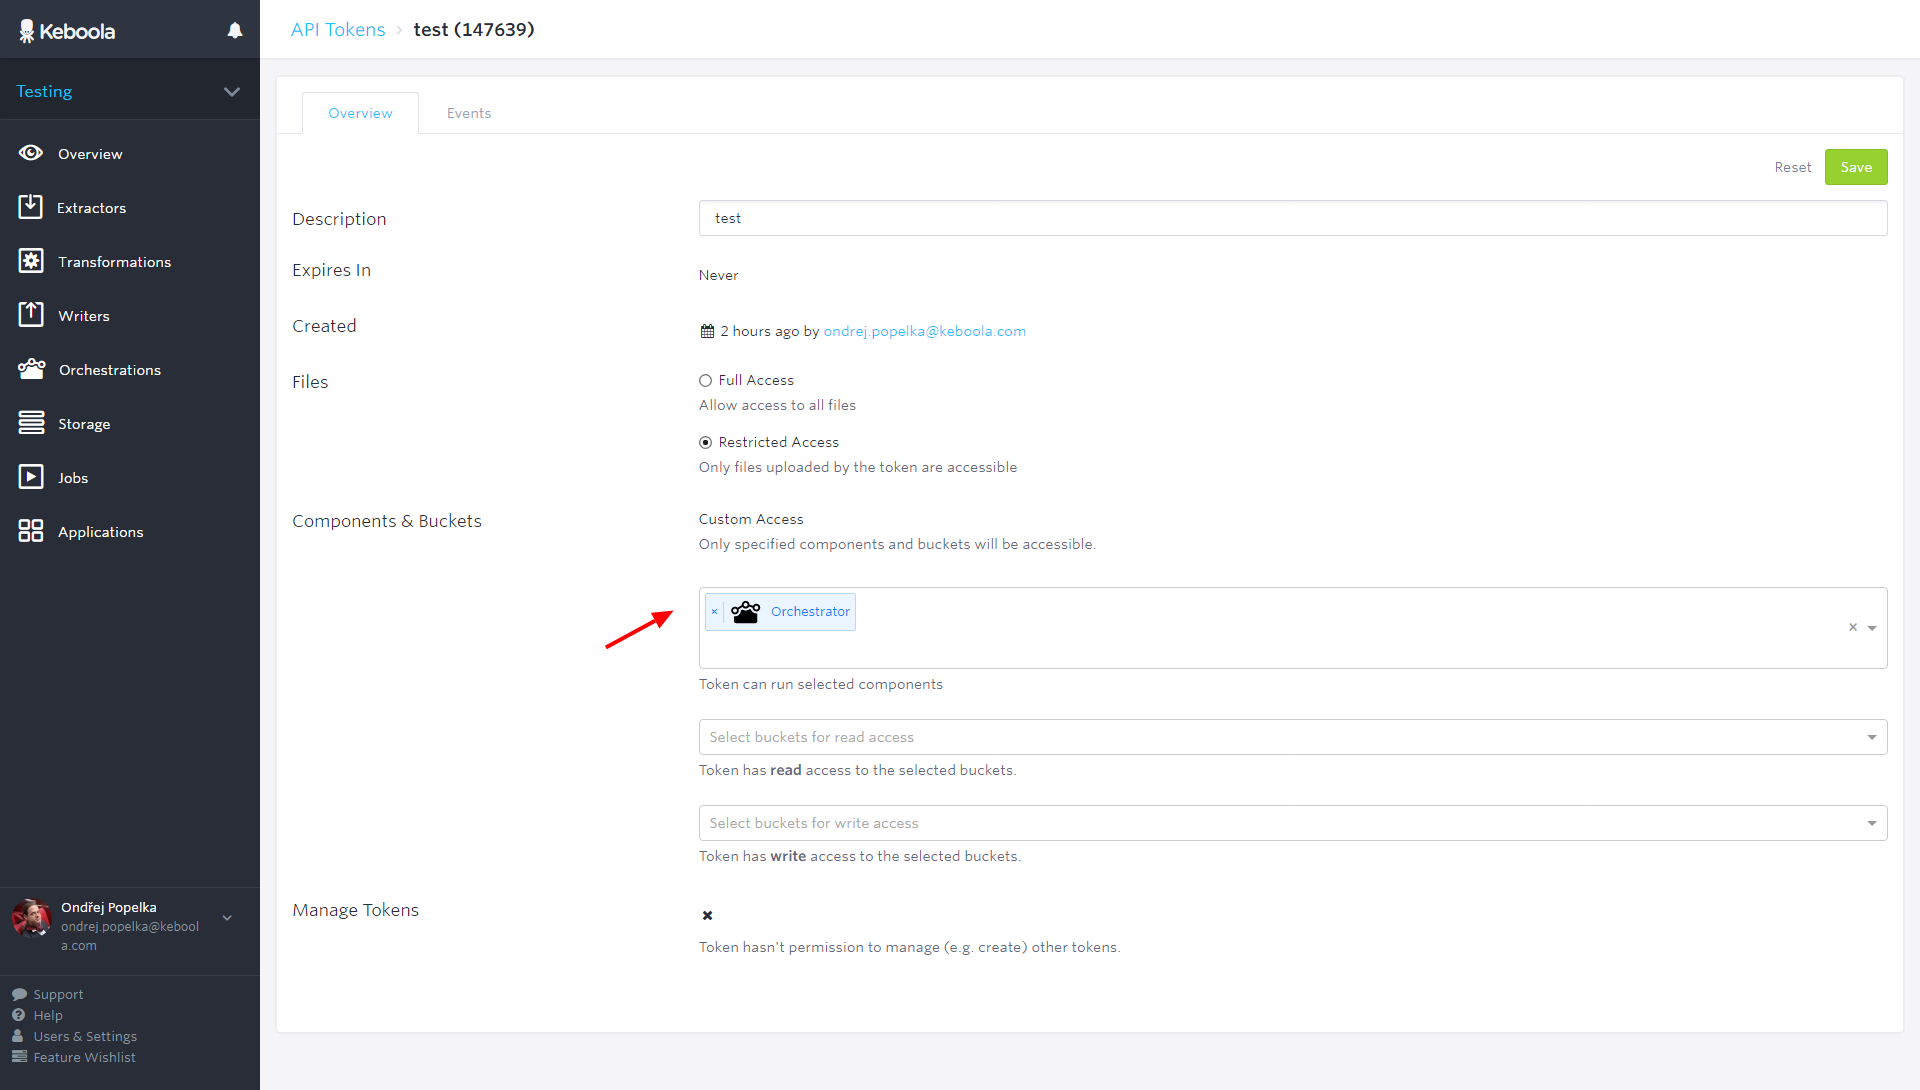 Keboola
Testing
Overview
Extractors
Transformations
Writers
Orchestrations
Storage
Jobs
Applications
Ondřej Popelka
ondrej.popelka@kebool
a.com
Support
Help
Users & Settings
Feature Wishlist
API Tokens › test (147639)
Overview
Events
Reset
Save
Description
test
Expires In
Never
Created
2 hours ago by ondrej.popelka@keboola.com
Files
Full Access
Allow access to all files
Restricted Access
Only files uploaded by the token are accessible
Components & Buckets
Custom Access
Only specified components and buckets will be accessible.
× Orchestrator
×
Token can run selected components
Select buckets for read access
Token has read access to the selected buckets.
Select buckets for write access
Token has write access to the selected buckets.
Manage Tokens
Token hasn't permission to manage (e.g. create) other tokens.